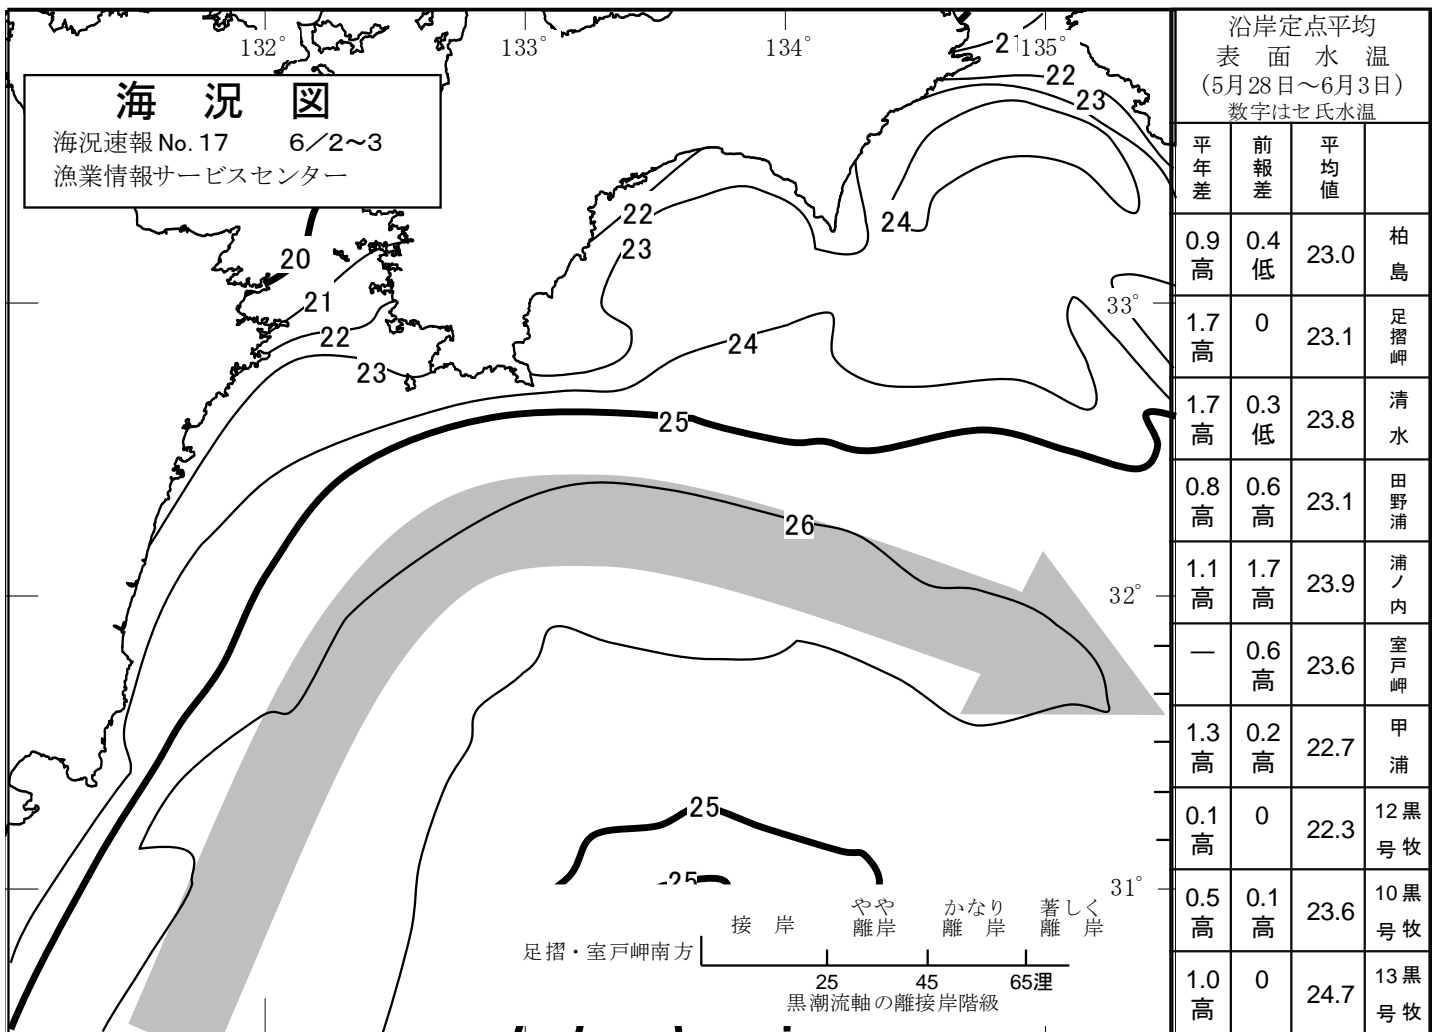 海 況 図
海況速報 No. 17 6／2～3
漁業情報サービスセンター
132°
133°
134°
135°
21
22
23
22
23
24
20
21
22
23
24
25
26
25
25
33°
32°
31°
接 岸
やや
離岸
かなり
離 岸
著しく
離 岸
足摺・室戸岬南方
25 45 65浬
黒潮流軸の離接岸階級
沿岸定点平均
表 面 水 温
(5月28日～6月3日)
数字はセ氏水温
平年差 前報差 平均値
0.9高 0.4低 23.0 柏島
1.7高 0 23.1 足摺岬
1.7高 0.3低 23.8 清水
0.8高 0.6高 23.1 田野浦
1.1高 1.7高 23.9 浦ノ内
― 0.6高 23.6 室戸岬
1.3高 0.2高 22.7 甲浦
0.1高 0 22.3 黒牧12号
0.5高 0.1高 23.6 黒牧10号
1.0高 0 24.7 黒牧13号